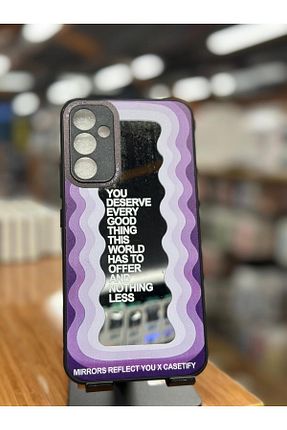 YOU
DESERVE
EVERY
GOOD
THING
THIS
WORLD
HAS TO
OFFER
AND
NOTHING
LESS
MIRRORS REFLECT YOU X CASETIFY